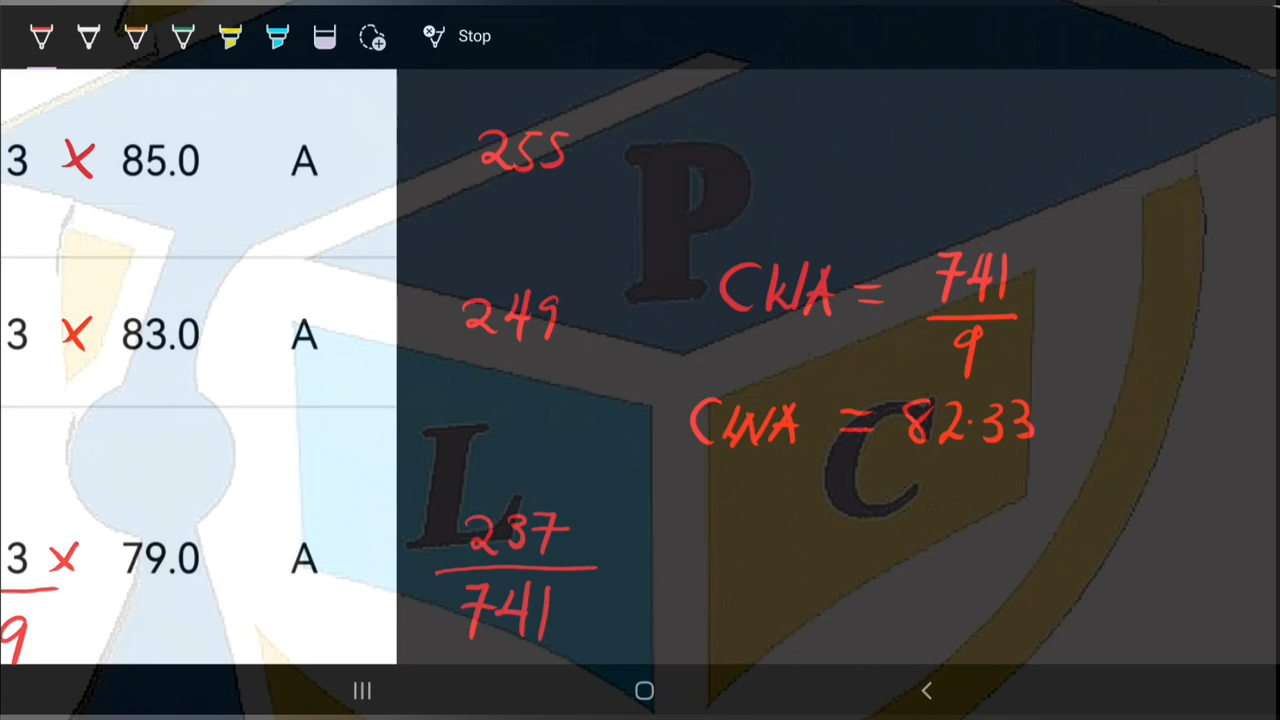 Stop
3 × 85.0 A 255
P
3 × 83.0 A 249
CWA = 741
9
CWA = 82.33
L
C
3 × 79.0 A 237
9 741